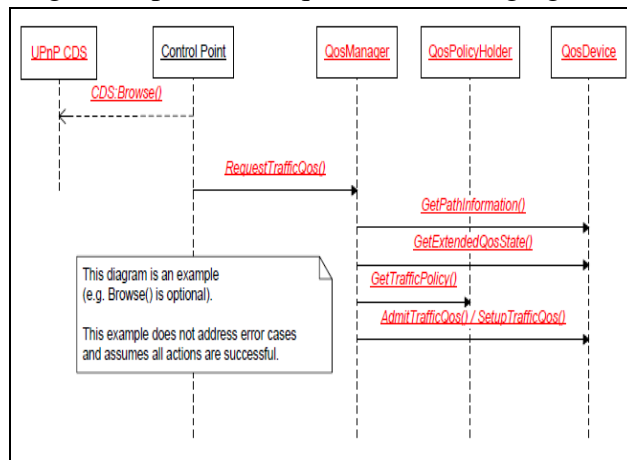 UPnP CDS
Control Point
QosManager
QosPolicyHolder
QosDevice
CDS:Browse()
RequestTrafficQos()
GetPathInformation()
GetExtendedQosState()
GetTrafficPolicy()
AdmitTrafficQos() / SetupTrafficQos()
This diagram is an example
(e.g. Browse() is optional).
This example does not address error cases
and assumes all actions are successful.